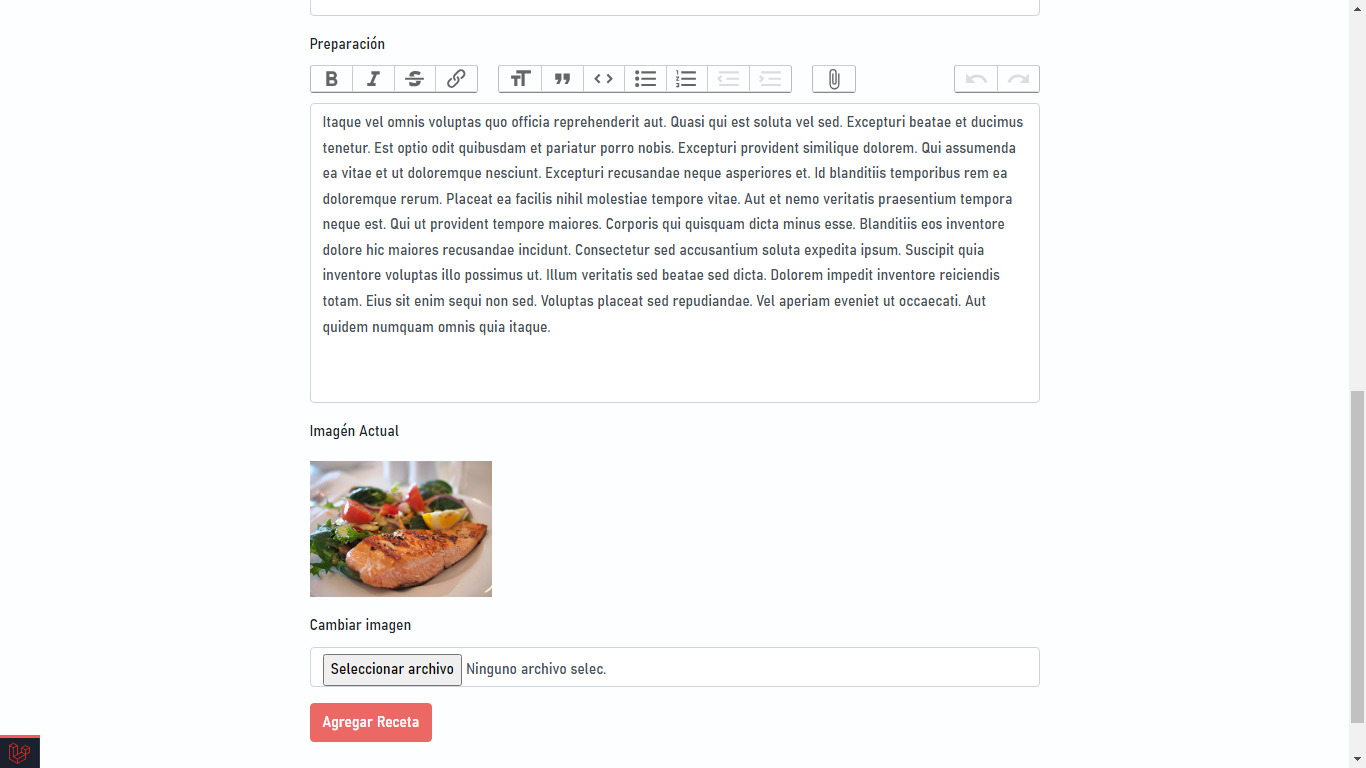 Preparación
Itaque vel omnis voluptas quo officia reprehenderit aut. Quasi qui est soluta vel sed. Excepturi beatae et ducimus
tenetur. Est optio odit quibusdam et pariatur porro nobis. Excepturi provident similique dolorem. Qui assumenda
ea vitae et ut doloremque nesciunt. Excepturi recusandae neque asperiores et. Id blanditiis temporibus rem ea
doloremque rerum. Placeat ea facilis nihil molestiae tempore vitae. Aut et nemo veritatis praesentium tempora
neque est. Qui ut provident tempore maiores. Corporis qui quisquam dicta minus esse. Blanditiis eos inventore
dolore hic maiores recusandae incidunt. Consectetur sed accusantium soluta expedita ipsum. Suscipit quia
inventore voluptas illo possimus ut. Illum veritatis sed beatae sed dicta. Dolorem impedit inventore reiciendis
totam. Eius sit enim sequi non sed. Voluptas placeat sed repudiandae. Vel aperiam eveniet ut occaecati. Aut
quidem numquam omnis quia itaque.
Imagén Actual
Cambiar imagen
Seleccionar archivo Ninguno archivo selec.
Agregar Receta